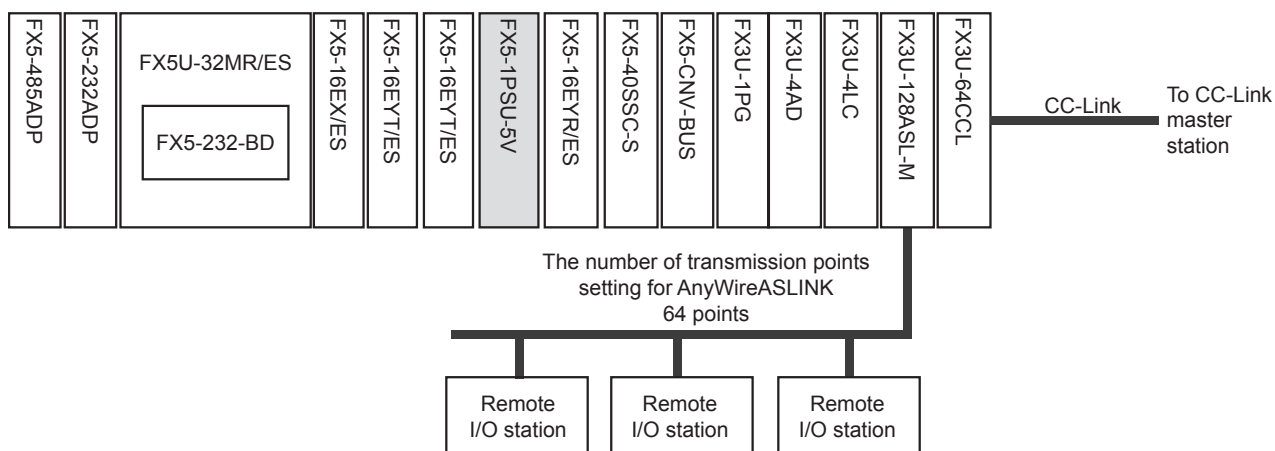 FX5-485ADP
FX5-232ADP
FX5U-32MR/ES
FX5-232-BD
FX5-16EX/ES
FX5-16EYT/ES
FX5-16EYT/ES
FX5-1PSU-5V
FX5-16EYR/ES
FX5-40SSC-S
FX5-CNV-BUS
FX3U-1PG
FX3U-4AD
FX3U-4LC
FX3U-128ASL-M
FX3U-64CCL
CC-Link
To CC-Link
master
station
The number of transmission points
setting for AnyWireASLINK
64 points
Remote
I/O station
Remote
I/O station
Remote
I/O station